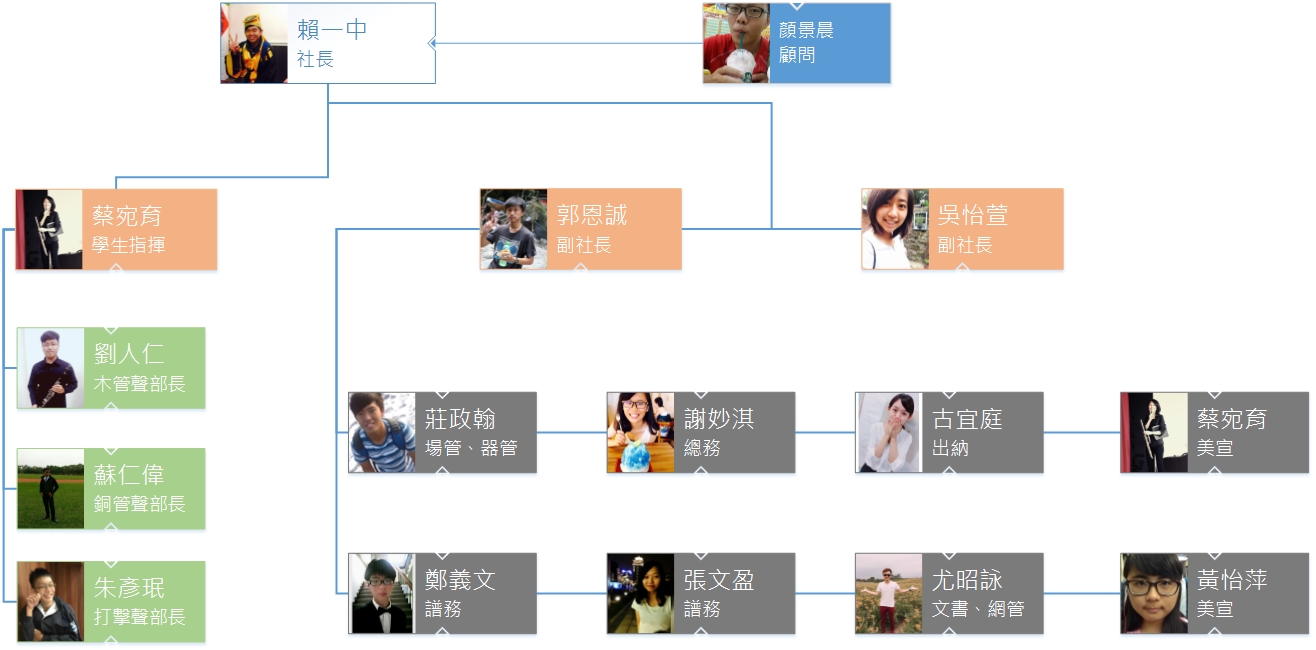 賴一中
社長
顏景晨
顧問
蔡宛育
學生指揮
郭恩誠
副社長
吳怡萱
副社長
劉人仁
木管聲部長
蘇仁偉
銅管聲部長
朱彥珉
打擊聲部長
莊政翰
場管、器管
謝妙淇
總務
古宜庭
出納
蔡宛育
美宣
鄭義文
譜務
張文盈
譜務
尤昭詠
文書、網管
黃怡萍
美宣